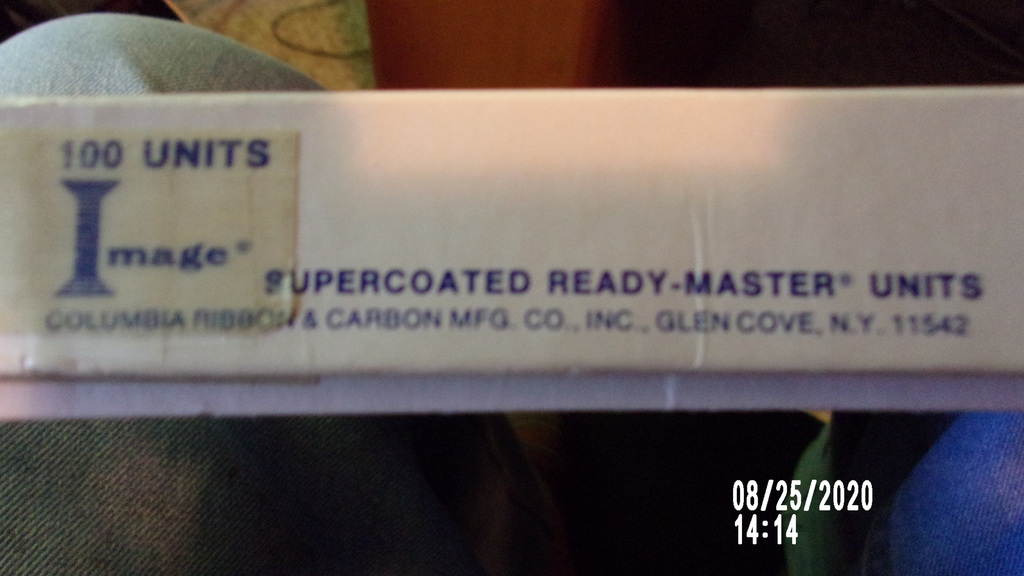 100 UNITS
Image®
SUPERCOATED READY-MASTER® UNITS
COLUMBIA RIBBON & CARBON MFG. CO., INC., GLEN COVE, N.Y. 11542
08/25/2020
14:14